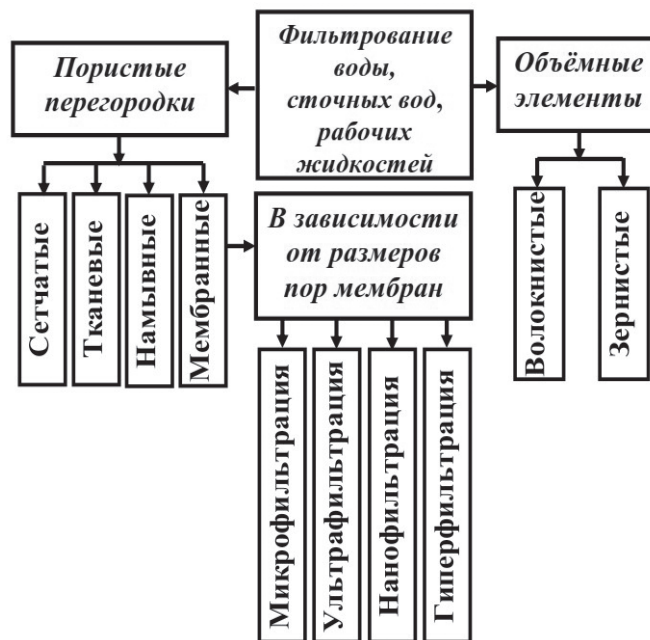 Фильтрование
воды,
сточных вод,
рабочих
жидкостей
Пористые
перегородки
Объёмные
элементы
Сетчатые
Тканевые
Намывные
Мембранные
В зависимости
от размеров
пор мембран
Волокнистые
Зернистые
Микрофильтрация
Ультрафильтрация
Нанофильтрация
Гиперфильтрация